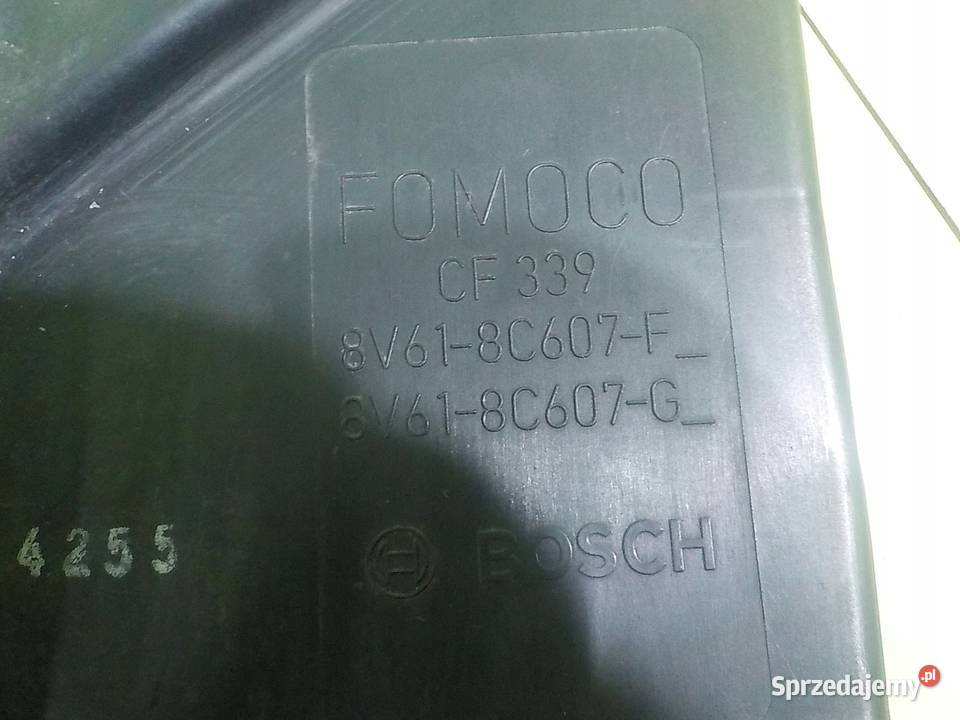 FOMOCO
CF 339
8V61-8C607-F_
8V61-8C607-G_
4255
BOSCH
Sprzedajemy.pl